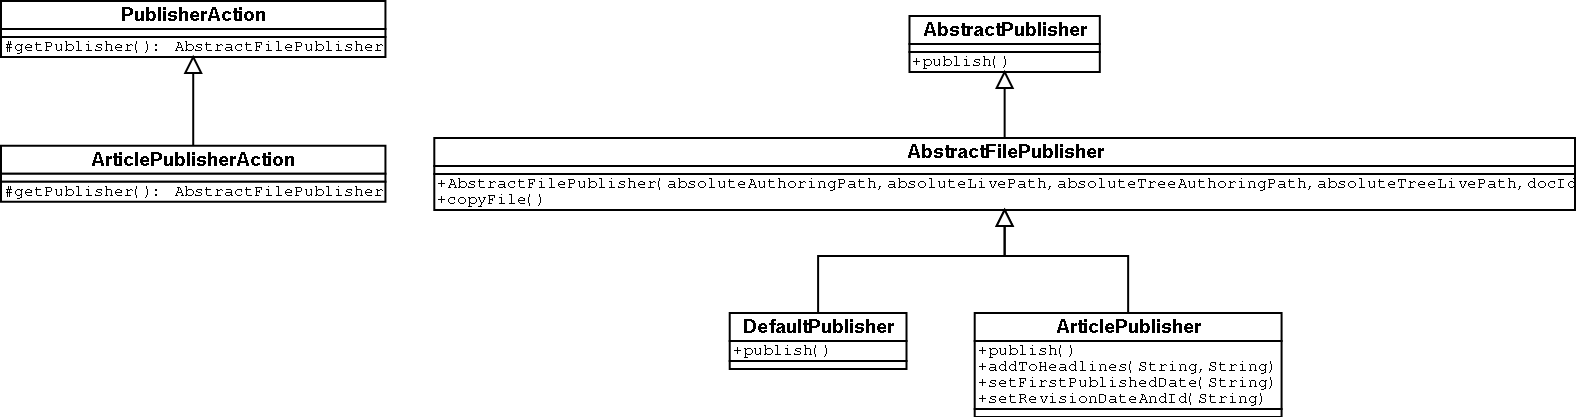 PublisherAction
#getPublisher(): AbstractFilePublisher
ArticlePublisherAction
#getPublisher(): AbstractFilePublisher
AbstractPublisher
+publish()
AbstractFilePublisher
+AbstractFilePublisher(absoluteAuthoringPath,absoluteLivePath,absoluteTreeAuthoringPath,absoluteTreeLivePath,docId
+copyFile()
DefaultPublisher
+publish()
ArticlePublisher
+publish()
+addToHeadlines(String,String)
+setFirstPublishedDate(String)
+setRevisionDateAndId(String)